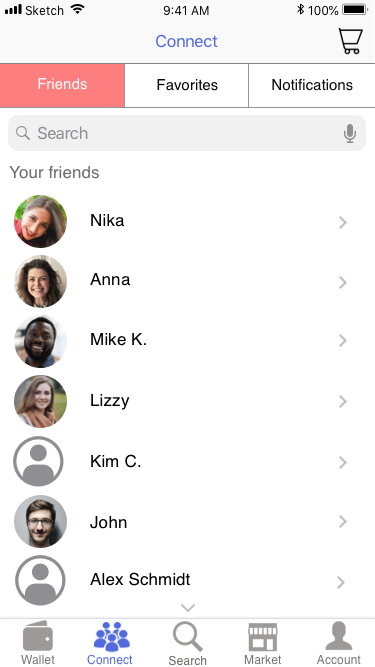 Sketch 9:41 AM 100%
Connect
Friends Favorites Notifications
Search
Your friends
Nika
Anna
Mike K.
Lizzy
Kim C.
John
Alex Schmidt
Wallet Connect Search Market Account